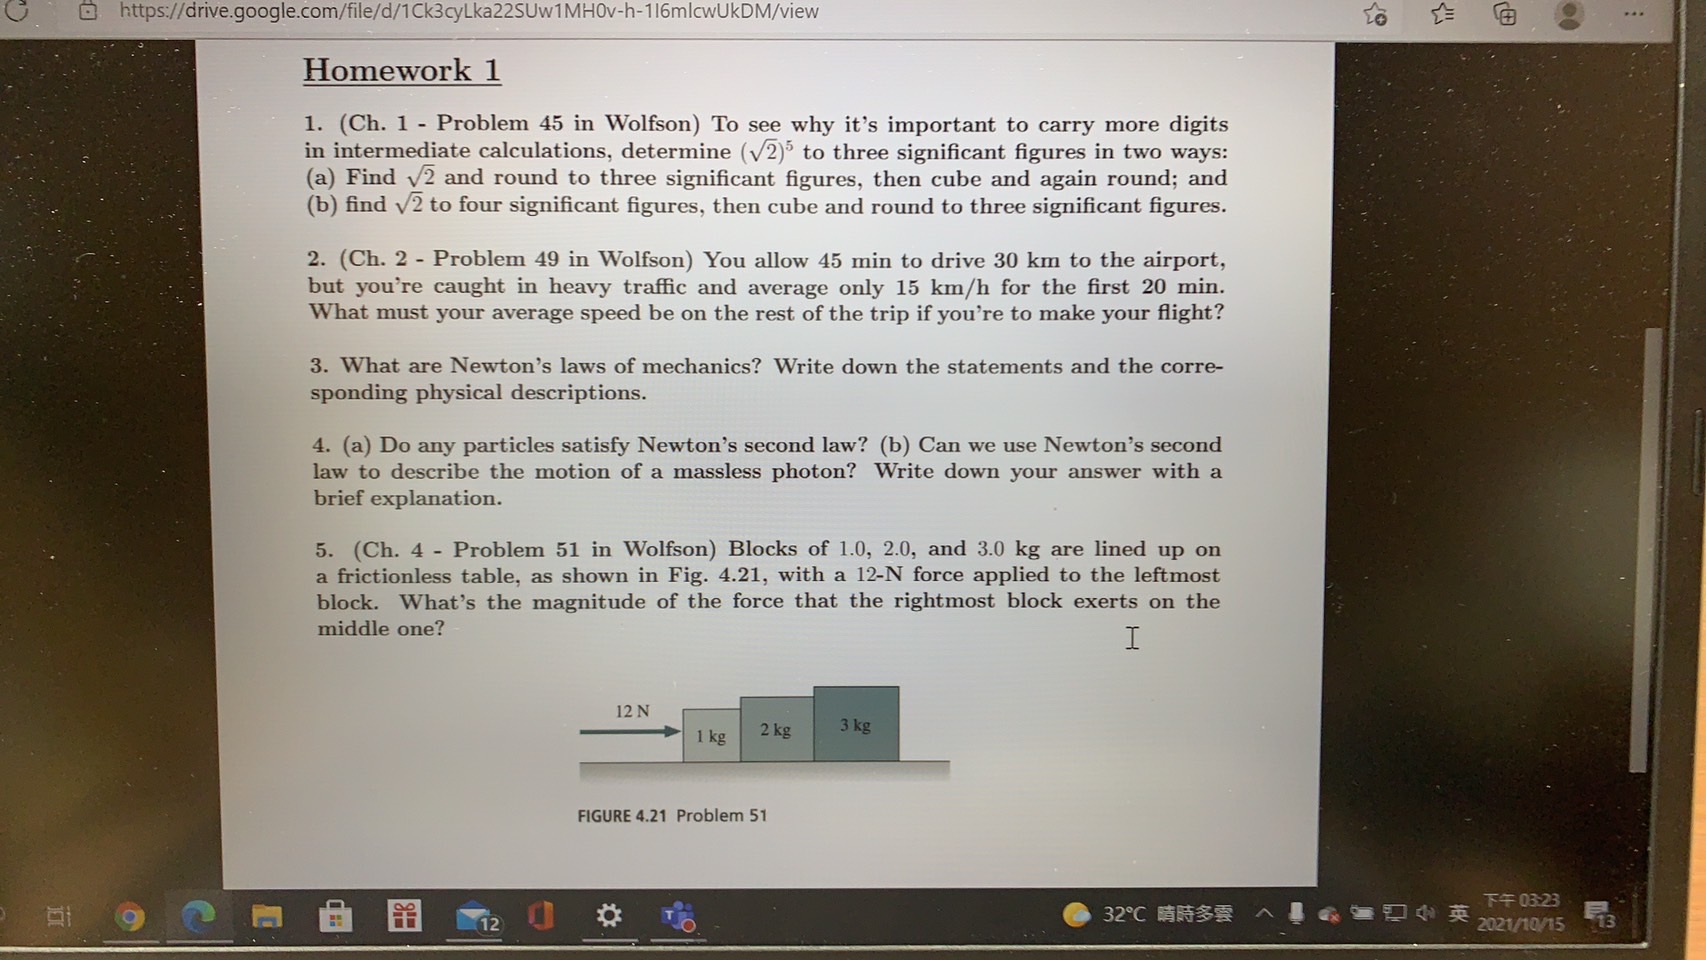 https://drive.google.com/file/d/1Ck3cyLka22SUw1MH0v-h-1I6mlcwUkDM/view
Homework 1
1. (Ch. 1 - Problem 45 in Wolfson) To see why it's important to carry more digits
in intermediate calculations, determine (√2)⁵ to three significant figures in two ways:
(a) Find √2 and round to three significant figures, then cube and again round; and
(b) find √2 to four significant figures, then cube and round to three significant figures.
2. (Ch. 2 - Problem 49 in Wolfson) You allow 45 min to drive 30 km to the airport,
but you're caught in heavy traffic and average only 15 km/h for the first 20 min.
What must your average speed be on the rest of the trip if you're to make your flight?
3. What are Newton's laws of mechanics? Write down the statements and the corre-
sponding physical descriptions.
4. (a) Do any particles satisfy Newton's second law? (b) Can we use Newton's second
law to describe the motion of a massless photon? Write down your answer with a
brief explanation.
5. (Ch. 4 - Problem 51 in Wolfson) Blocks of 1.0, 2.0, and 3.0 kg are lined up on
a frictionless table, as shown in Fig. 4.21, with a 12-N force applied to the leftmost
block. What's the magnitude of the force that the rightmost block exerts on the
middle one?
12 N
1 kg
2 kg
3 kg
FIGURE 4.21 Problem 51
12
32°C 晴時多雲
英
下午 03:23
2021/10/15
13